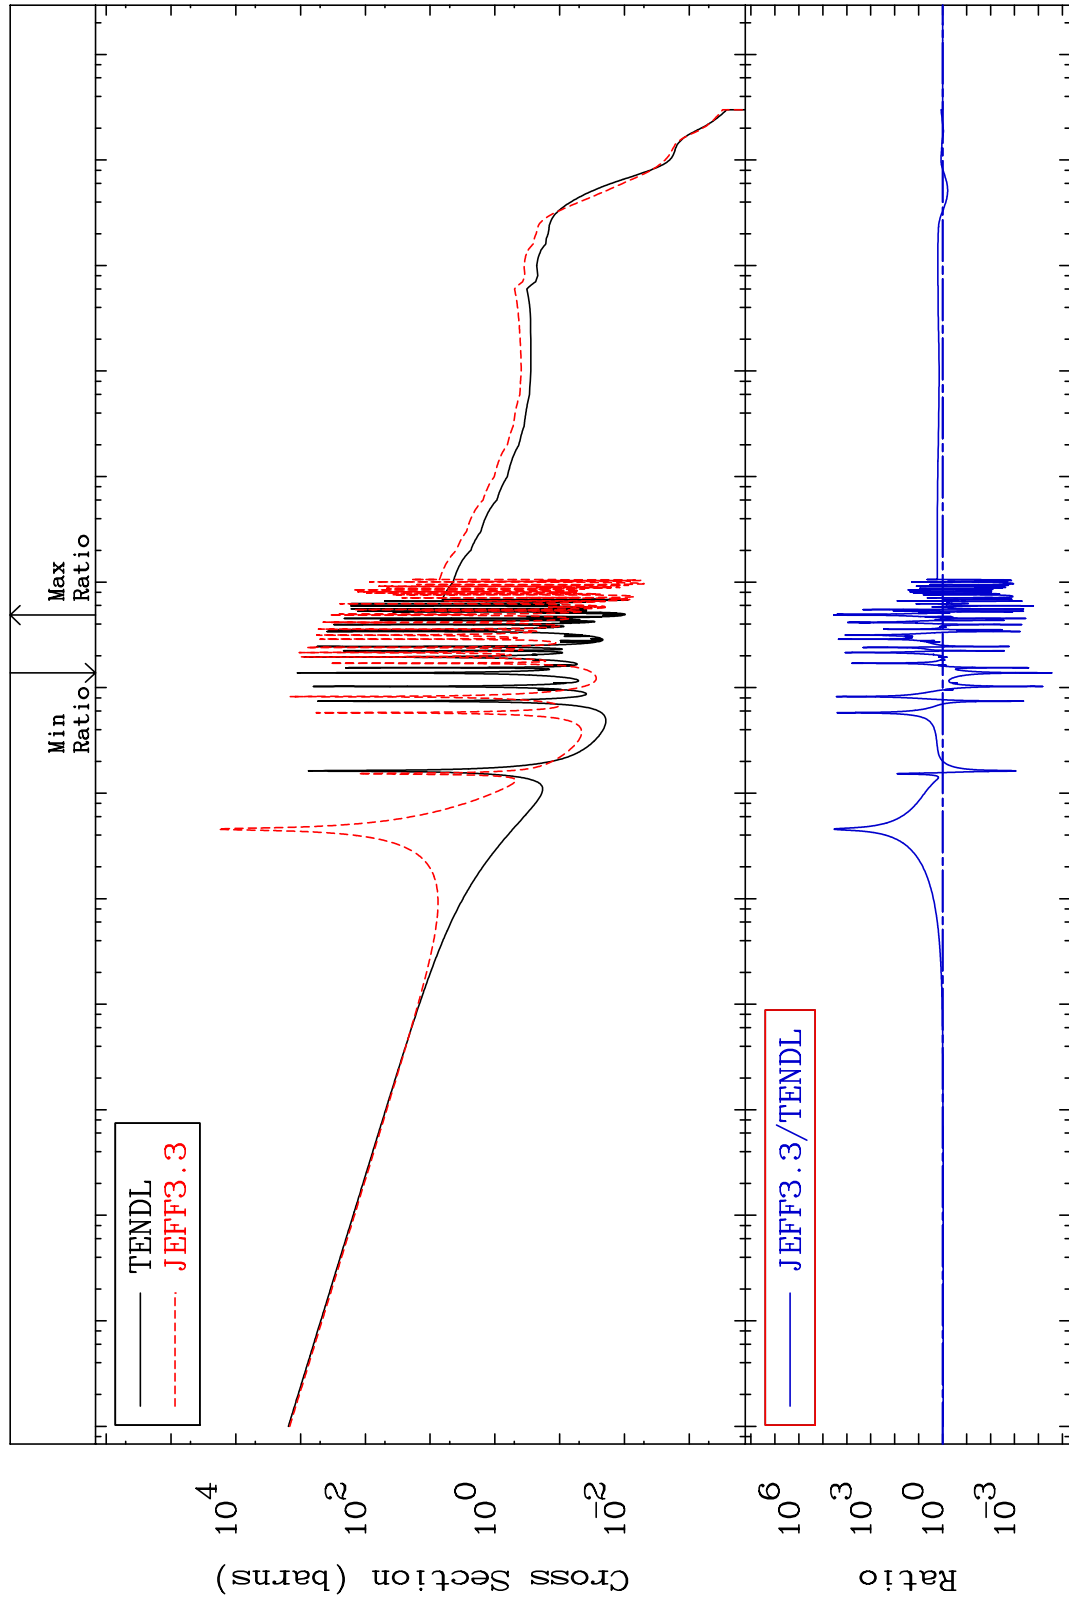 Min
Ratio
Max
Ratio
TENDL
JEFF3.3
10^4
10^2
10^0
10^-2
Cross Section (barns)
JEFF3.3/TENDL
10^6
10^3
10^0
10^-3
Ratio